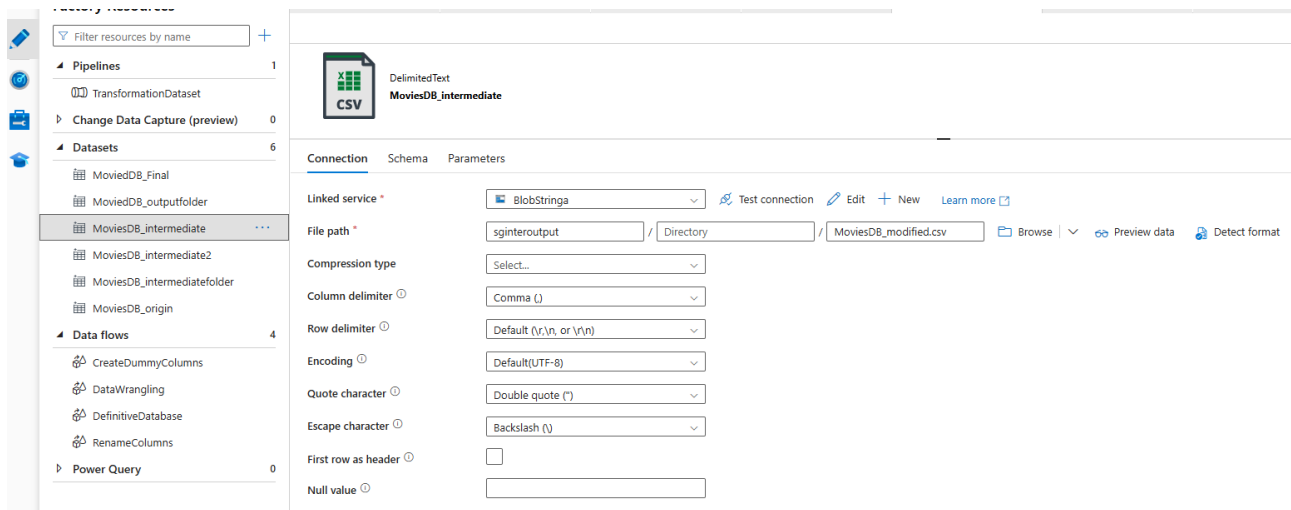 Factory Resources
Filter resources by name
Pipelines 1
TransformationDataset
Change Data Capture (preview) 0
Datasets 6
MoviedDB_Final
MoviedDB_outputfolder
MoviesDB_intermediate ...
MoviesDB_intermediate2
MoviesDB_intermediatefolder
MoviesDB_origin
Data flows 4
CreateDummyColumns
DataWrangling
DefinitiveDatabase
RenameColumns
Power Query 0
CSV
DelimitedText
MoviesDB_intermediate
Connection Schema Parameters
Linked service * BlobStringa Test connection Edit New Learn more
File path * sginteroutput / Directory / MoviesDB_modified.csv Browse Preview data Detect format
Compression type Select...
Column delimiter Comma (,)
Row delimiter Default (\r,\n, or \r\n)
Encoding Default(UTF-8)
Quote character Double quote (")
Escape character Backslash (\)
First row as header
Null value